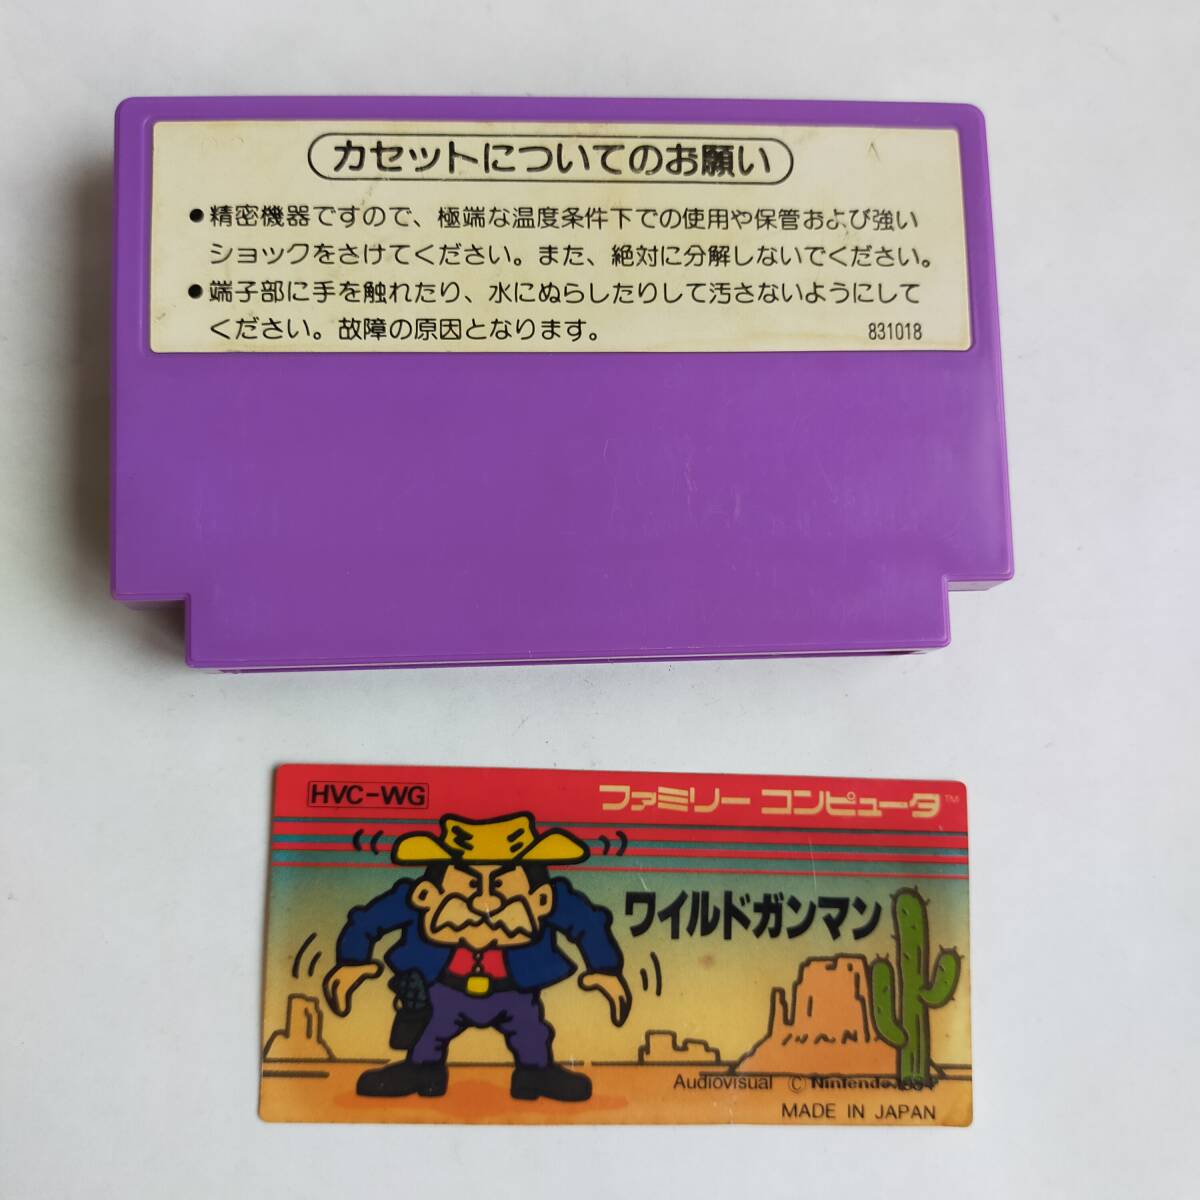 カセットについてのお願い
●精密機器ですので、極端な温度条件下での使用や保管および強い
ショックをさけてください。また、絶対に分解しないでください。
●端子部に手を触れたり、水にぬらしたりして汚さないようにして
ください。故障の原因となります。
831018
HVC-WG
ファミリー コンピュータ™
ワイルドガンマン
Audiovisual © Nintendo
MADE IN JAPAN